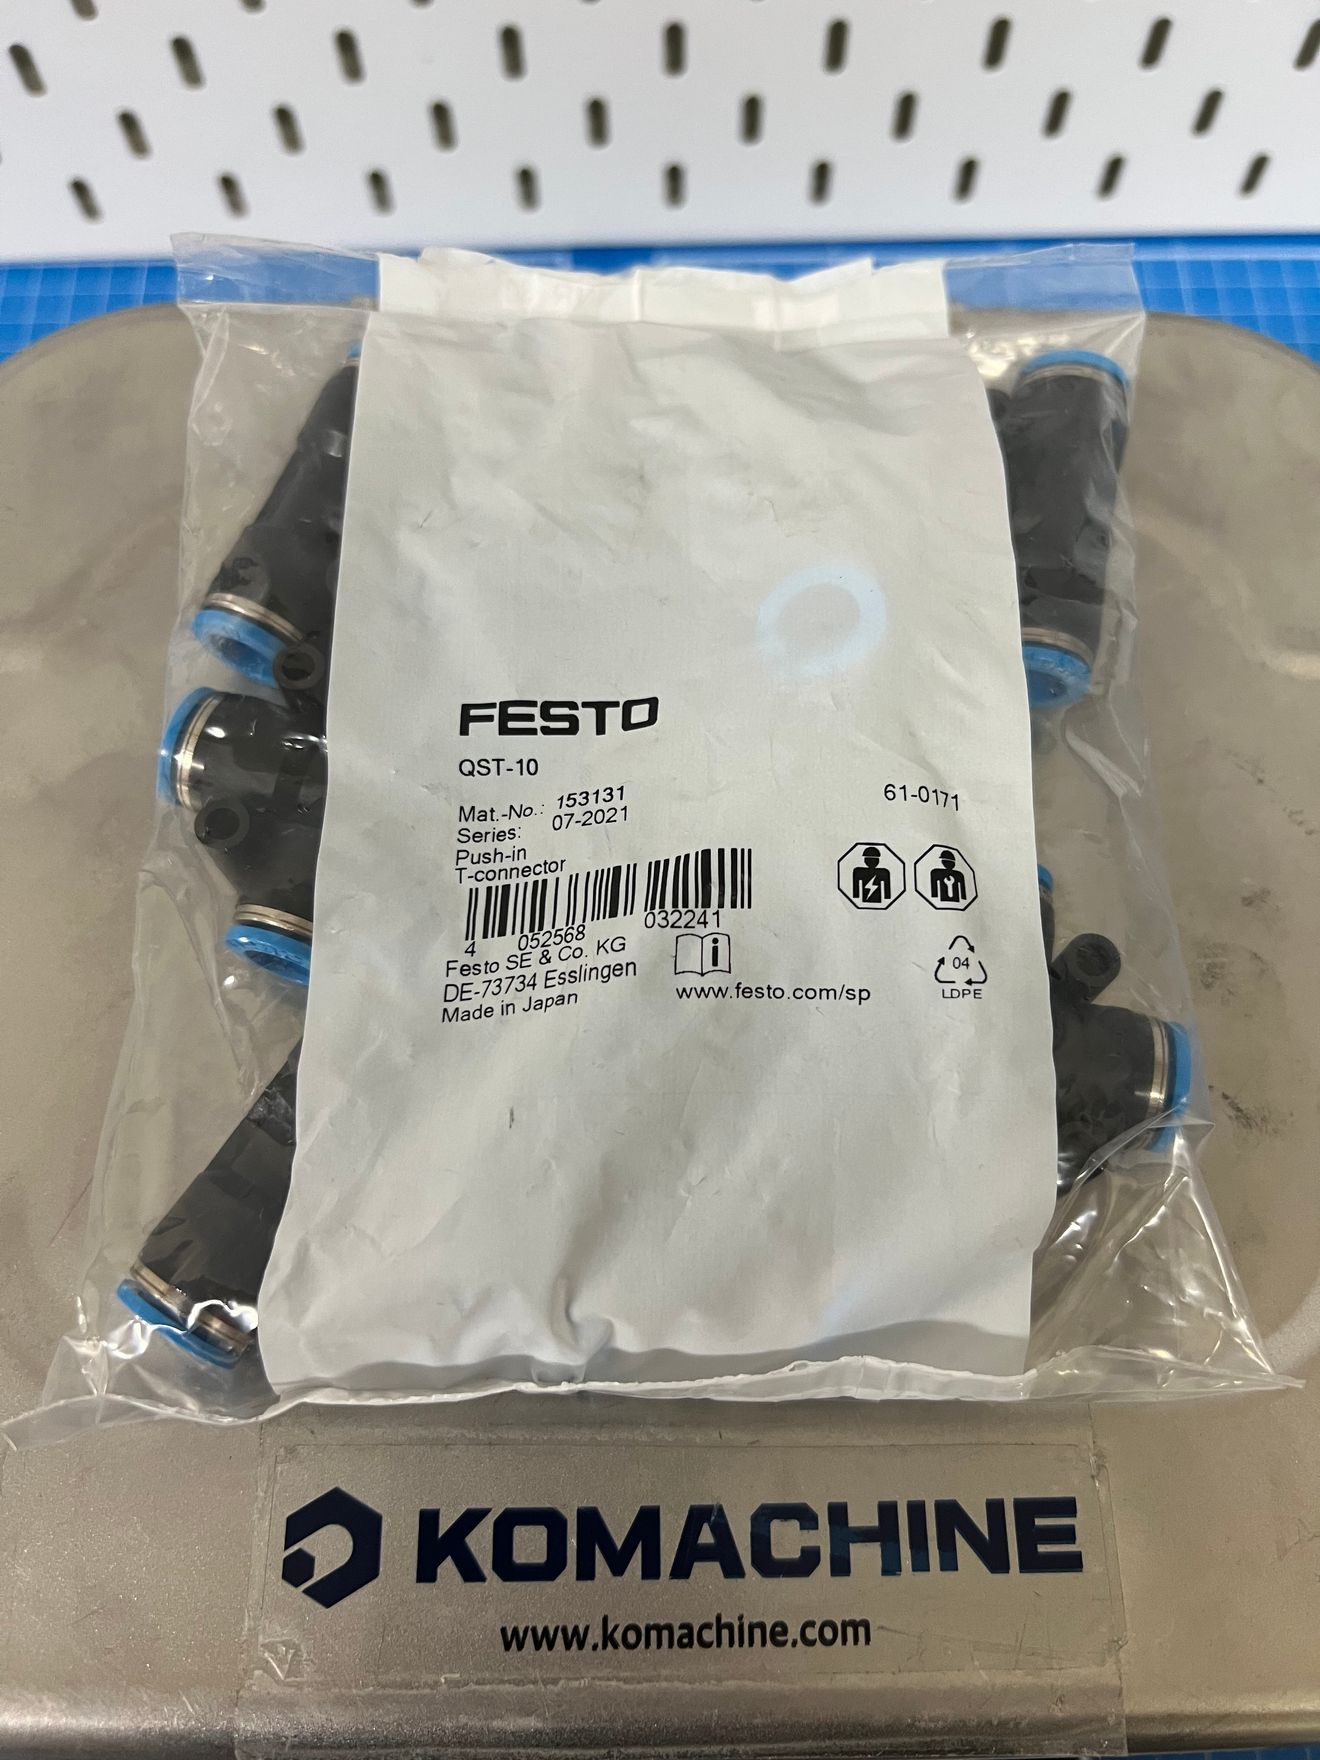 FESTO
QST-10
Mat.-No.: 153131
61-0171
Series: 07-2021
Push-in
T-connector
4 052568 032241
Festo SE & Co. KG
DE-73734 Esslingen
Made in Japan
i
www.festo.com/sp
04
LDPE
KOMACHINE
www.komachine.com